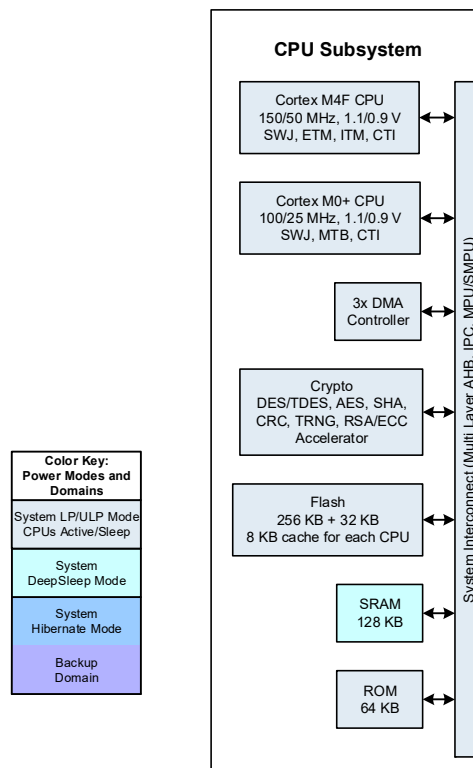 CPU Subsystem
Cortex M4F CPU
150/50 MHz, 1.1/0.9 V
SWJ, ETM, ITM, CTI
Cortex M0+ CPU
100/25 MHz, 1.1/0.9 V
SWJ, MTB, CTI
3x DMA
Controller
Crypto
DES/TDES, AES, SHA,
CRC, TRNG, RSA/ECC
Accelerator
Flash
256 KB + 32 KB
8 KB cache for each CPU
SRAM
128 KB
ROM
64 KB
System Interconnect (Multi Layer AHB, IPC, MPU/SMPU)
Color Key:
Power Modes and
Domains
System LP/ULP Mode
CPUs Active/Sleep
System
DeepSleep Mode
System
Hibernate Mode
Backup
Domain